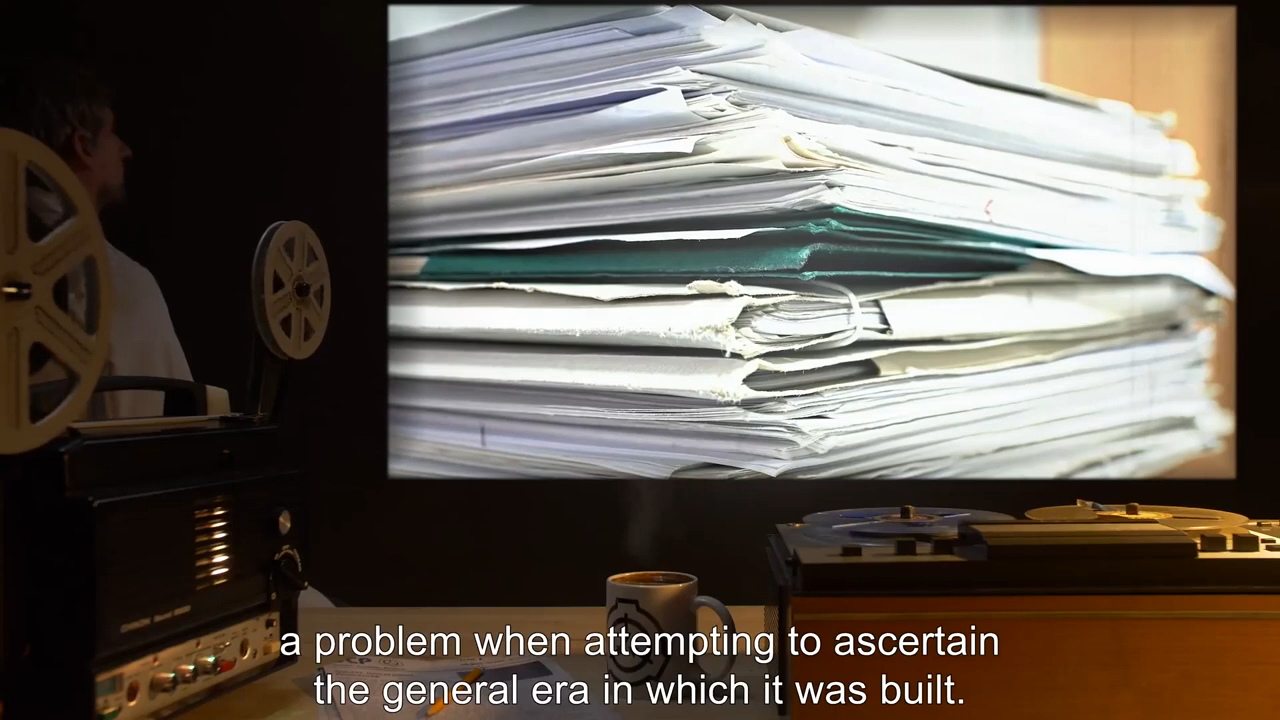 a problem when attempting to ascertain
the general era in which it was built.